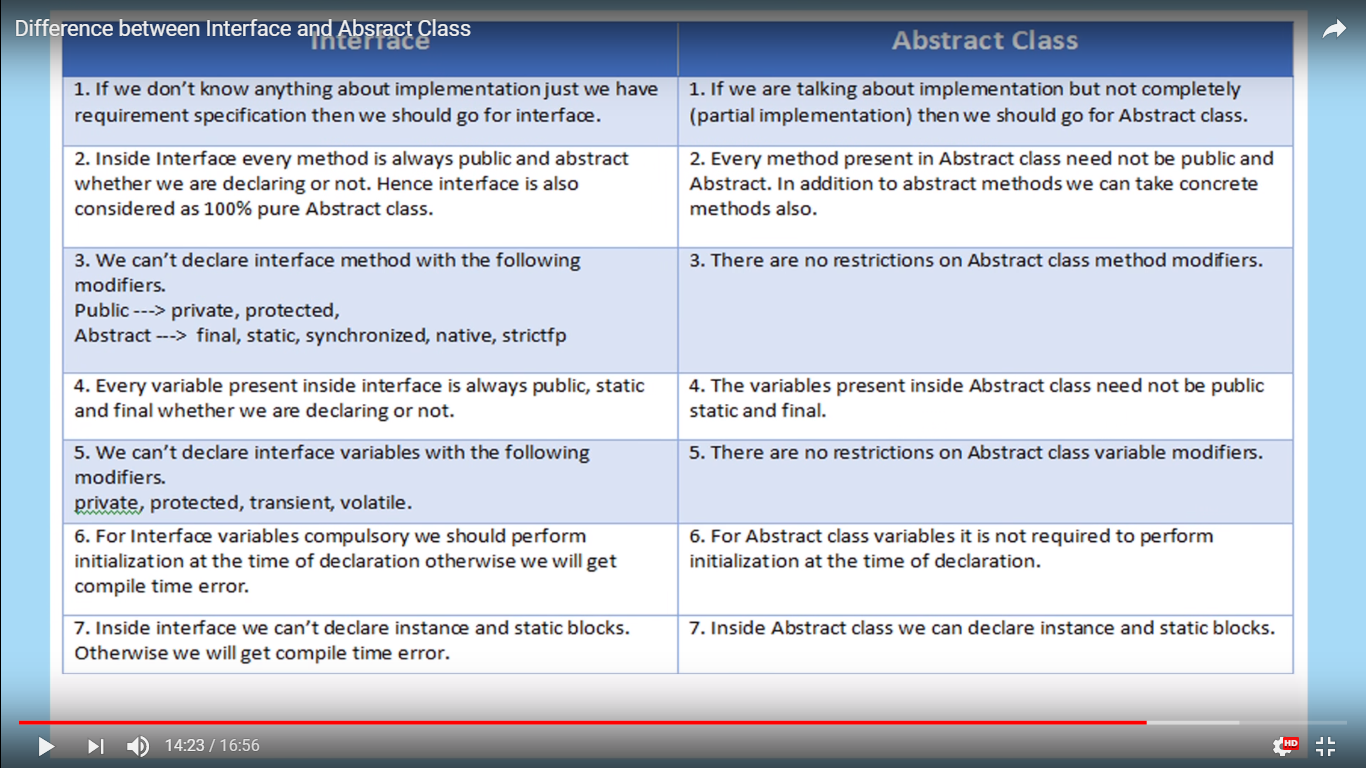 Difference between Interface and Absract Class
Interface
Abstract Class
1. If we don’t know anything about implementation just we have
requirement specification then we should go for interface.
1. If we are talking about implementation but not completely
(partial implementation) then we should go for Abstract class.
2. Inside Interface every method is always public and abstract
whether we are declaring or not. Hence interface is also
considered as 100% pure Abstract class.
2. Every method present in Abstract class need not be public and
Abstract. In addition to abstract methods we can take concrete
methods also.
3. We can’t declare interface method with the following
modifiers.
Public ---> private, protected,
Abstract ---> final, static, synchronized, native, strictfp
3. There are no restrictions on Abstract class method modifiers.
4. Every variable present inside interface is always public, static
and final whether we are declaring or not.
4. The variables present inside Abstract class need not be public
static and final.
5. We can’t declare interface variables with the following
modifiers.
private, protected, transient, volatile.
5. There are no restrictions on Abstract class variable modifiers.
6. For Interface variables compulsory we should perform
initialization at the time of declaration otherwise we will get
compile time error.
6. For Abstract class variables it is not required to perform
initialization at the time of declaration.
7. Inside interface we can’t declare instance and static blocks.
Otherwise we will get compile time error.
7. Inside Abstract class we can declare instance and static blocks.
14:23 / 16:56
HD